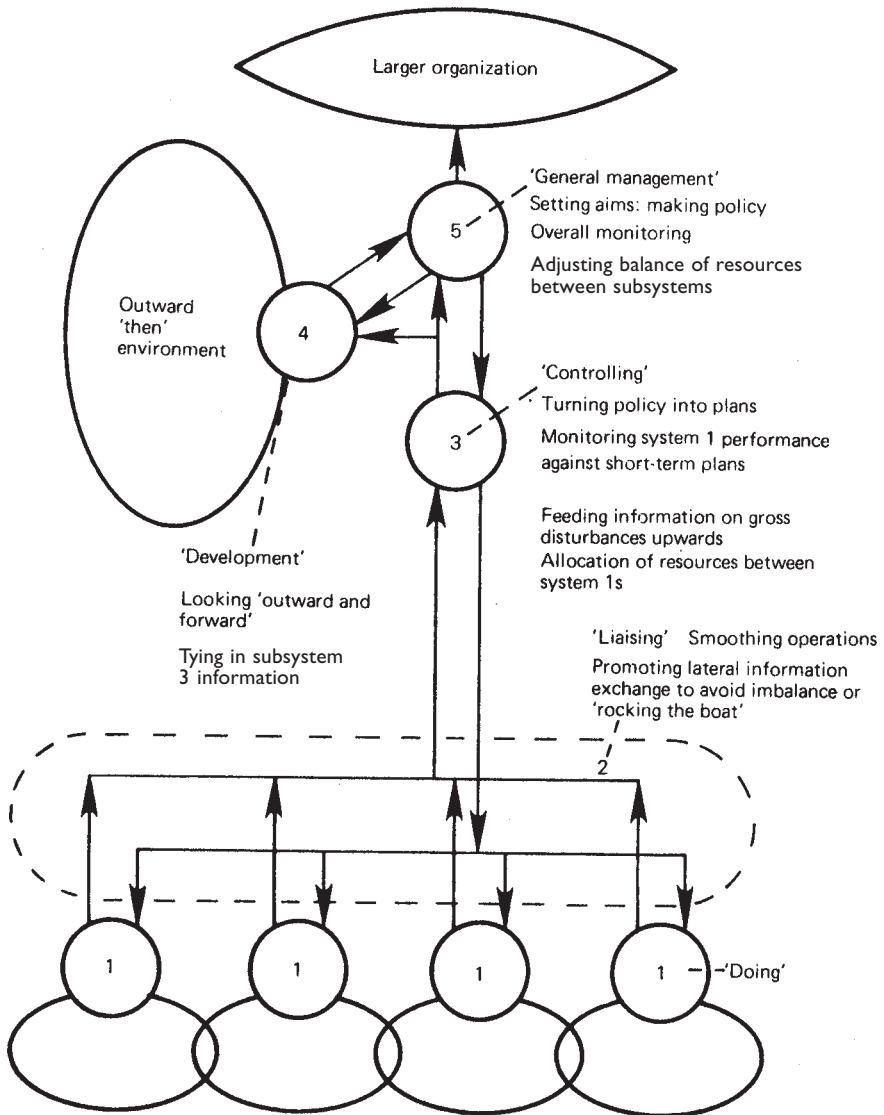 Larger organization
'General management'
Setting aims: making policy
Overall monitoring
Adjusting balance of resources
between subsystems
5
Outward
'then'
environment
4
'Controlling'
Turning policy into plans
Monitoring system 1 performance
against short-term plans
3
Feeding information on gross
disturbances upwards
Allocation of resources between
system 1s
'Development'
Looking 'outward and
forward'
Tying in subsystem
3 information
'Liaising' Smoothing operations
Promoting lateral information
exchange to avoid imbalance or
'rocking the boat'
2
1
1
1
1
'Doing'